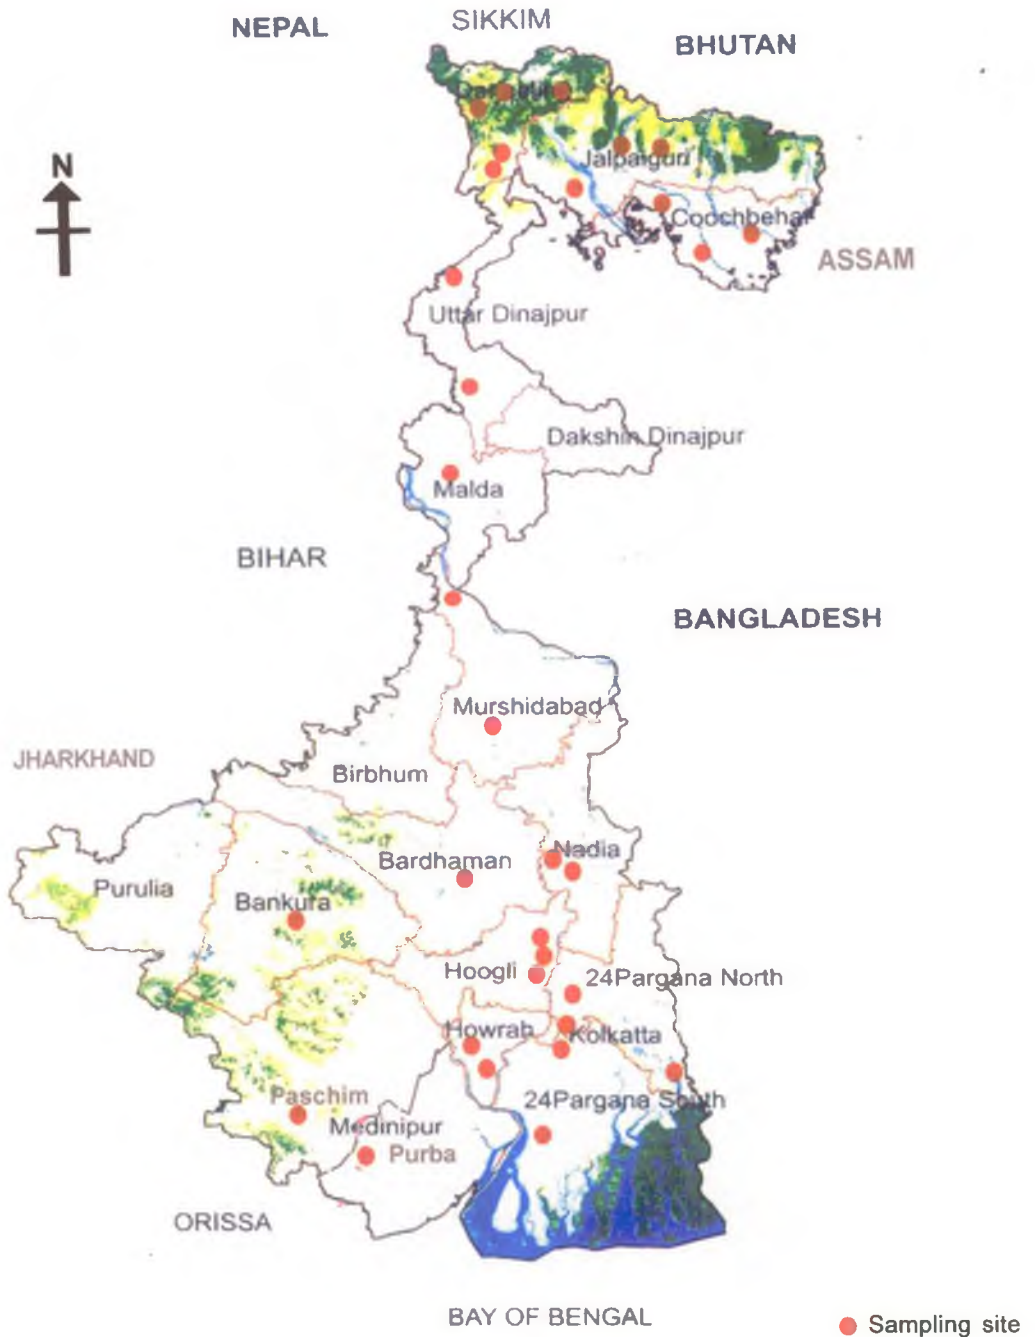 SIKKIM
NEPAL
BHUTAN
N
Jalpaiguri
Coochbehar
ASSAM
Uttar Dinajpur
Dakshin Dinajpur
Malda
BIHAR
BANGLADESH
Murshidabad
JHARKHAND
Birbhum
Nadia
Bardhaman
Purulia
Bankura
Hoogli
24Pargana North
Howrah
Kolkatta
Paschim
24Pargana South
Medinipur
Purba
ORISSA
BAY OF BENGAL
Sampling site